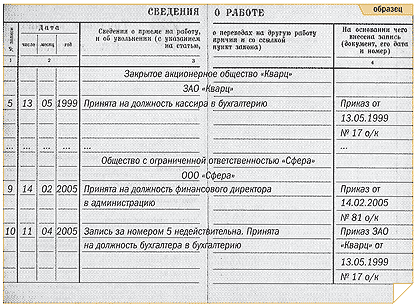 образец
СВЕДЕНИЯ О РАБОТЕ
№ записи
Дата
число месяц год
Сведения о приеме на работу, о переводах на другую работу
и об увольнении (с указанием причин и со ссылкой
на статью, пункт закона)
На основании чего
внесена запись
(документ, его дата
и номер)
1 2 3 4
Закрытое акционерное общество «Кварц»
ЗАО «Кварц»
5 13 05 1999 Принята на должность кассира в бухгалтерию Приказ от
13.05.1999
№ 17 о/к
... ... ... ... ... ...
Общество с ограниченной ответственностью «Сфера»
ООО «Сфера»
9 14 02 2005 Принята на должность финансового директора Приказ от
в администрацию 14.02.2005
№ 81 о/к
10 11 04 2005 Запись за номером 5 недействительна. Принята Приказ ЗАО
на должность бухгалтера в бухгалтерию «Кварц» от
13.05.1999
№ 17 о/к